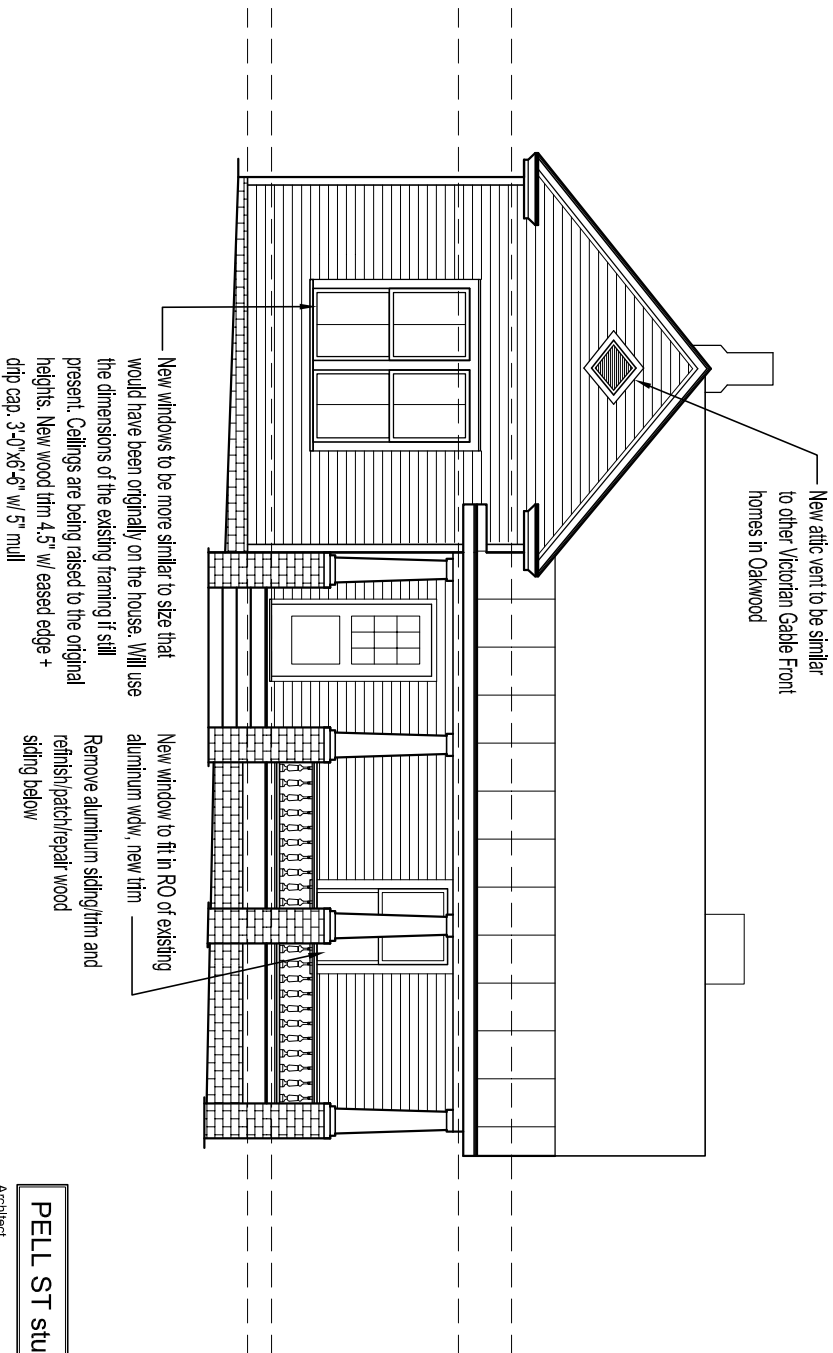 New attic vent to be similar
to other Victorian Gable Front
homes in Oakwood
New windows to be more similar to size that
would have been originally on the house. Will use
the dimensions of the existing framing if still
present. Ceilings are being raised to the original
heights. New wood trim 4.5" w/ eased edge +
drip cap. 3'-0"x6'-6" w/ 5" mull
New window to fit in RO of existing
aluminum wdw, new trim
Remove aluminum siding/trim and
refinish/patch/repair wood
siding below
PELL ST stu
Architect